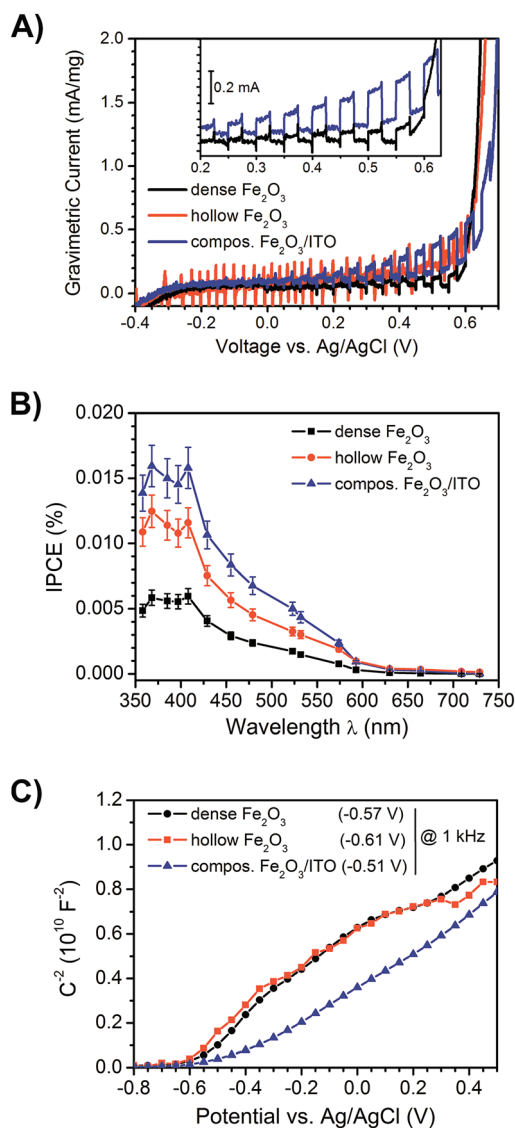 A)
Gravimetric Current (mA/mg)
2.0
1.5
1.0
0.5
0.0
0.2 mA
0.2 0.3 0.4 0.5 0.6
dense Fe₂O₃
hollow Fe₂O₃
compos. Fe₂O₃/ITO
-0.4 -0.2 0.0 0.2 0.4 0.6
Voltage vs. Ag/AgCl (V)
B)
IPCE (%)
0.020
0.015
0.010
0.005
0.000
dense Fe₂O₃
hollow Fe₂O₃
compos. Fe₂O₃/ITO
350 400 450 500 550 600 650 700 750
Wavelength λ (nm)
C)
C⁻² (10¹⁰ F⁻²)
1.2
1.0
0.8
0.6
0.4
0.2
0.0
dense Fe₂O₃ (-0.57 V)
hollow Fe₂O₃ (-0.61 V) @ 1 kHz
compos. Fe₂O₃/ITO (-0.51 V)
-0.8 -0.6 -0.4 -0.2 0.0 0.2 0.4
Potential vs. Ag/AgCl (V)